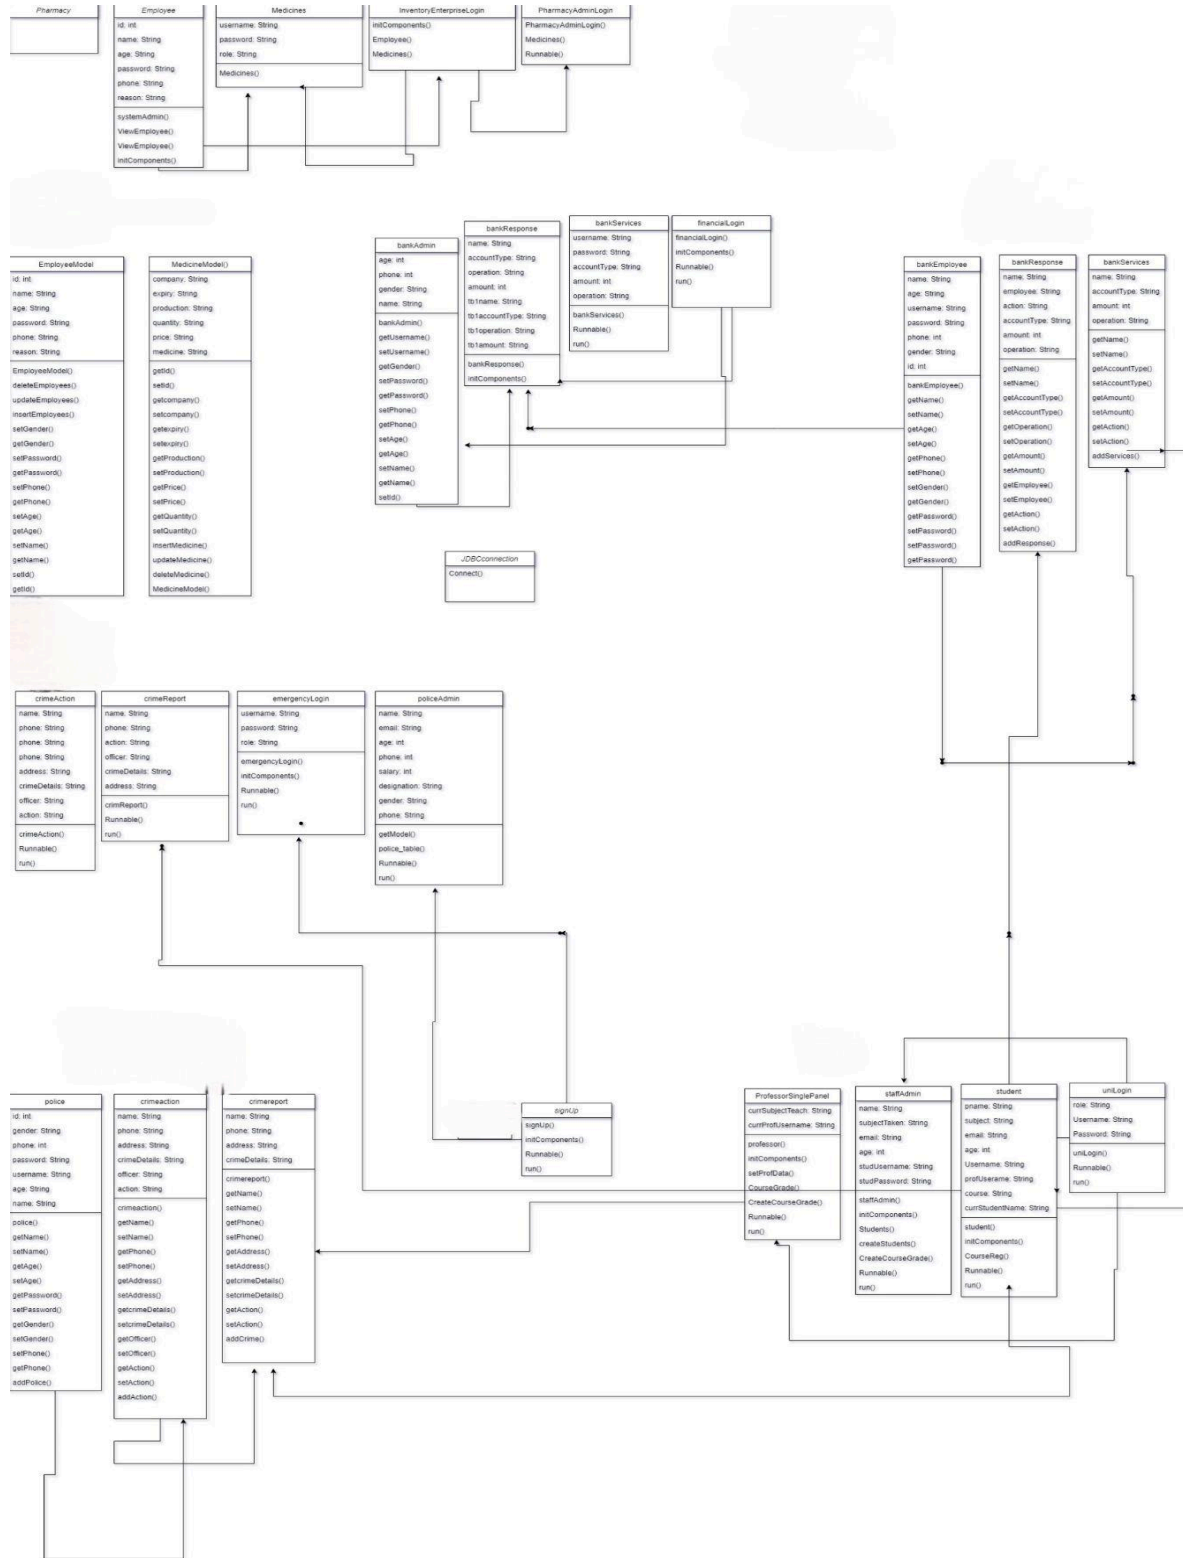 Pharmacy
Employee
id: int
name: String
age: String
password: String
phone: String
reason: String
systemAdmin()
ViewEmployee()
ViewEmployee()
initComponents()
Medicines
username: String
password: String
role: String
Medicines()
InventoryEnterpriseLogin
initComponents()
Employee()
Medicines()
PharmacyAdminLogin
PharmacyAdminLogin()
Medicines()
Runnable()
EmployeeModel
id: int
name: String
age: String
password: String
phone: String
reason: String
EmployeeModel()
deleteEmployees()
updateEmployees()
insertEmployees()
setGender()
getGender()
setPassword()
getPassword()
setPhone()
getPhone()
setAge()
getAge()
setName()
getName()
setId()
getId()
MedicineModel()
company: String
expiry: String
production: String
quantity: String
price: String
medicine: String
getId()
setId()
getcompany()
setcompany()
getexpiry()
setexpiry()
getProduction()
setProduction()
getPrice()
setPrice()
getQuantity()
setQuantity()
insertMedicine()
updateMedicine()
deleteMedicine()
MedicineModel()
bankAdmin
age: int
phone: int
gender: String
name: String
bankAdmin()
getUsername()
setUsername()
getGender()
setPassword()
getPassword()
setPhone()
getPhone()
setAge()
getAge()
setName()
getName()
setId()
bankResponse
name: String
accountType: String
operation: String
amount: int
tb1name: String
tb1accountType: String
tb1operation: String
tb1amount: String
bankResponse()
initComponents()
bankServices
username: String
password: String
accountType: String
amount: int
operation: String
bankServices()
Runnable()
run()
financialLogin
financialLogin()
initComponents()
Runnable()
run()
bankEmployee
name: String
age: String
username: String
password: String
phone: int
gender: String
id: int
bankEmployee()
getName()
setName()
getAge()
setAge()
getPhone()
setPhone()
setGender()
getGender()
getPassword()
setPassword()
setPassword()
getPassword()
bankResponse
name: String
employee: String
action: String
accountType: String
amount: int
operation: String
getName()
setName()
getAccountType()
setAccountType()
getOperation()
setOperation()
getAmount()
setAmount()
getEmployee()
setEmployee()
getAction()
setAction()
addResponse()
bankServices
name: String
accountType: String
amount: int
operation: String
getName()
setName()
getAccountType()
setAccountType()
getAmount()
setAmount()
getAction()
setAction()
addServices()
JDBCconnection
Connect()
crimeAction
name: String
phone: String
phone: String
phone: String
address: String
crimeDetails: String
officer: String
action: String
crimeAction()
Runnable()
run()
crimeReport
name: String
phone: String
action: String
officer: String
crimeDetails: String
address: String
crimReport()
Runnable()
run()
emergencyLogin
username: String
password: String
role: String
emergencyLogin()
initComponents()
Runnable()
run()
policeAdmin
name: String
email: String
age: int
phone: int
salary: int
designation: String
gender: String
phone: String
getModel()
police_table()
Runnable()
run()
police
id: int
gender: String
phone: int
password: String
username: String
age: String
name: String
police()
getName()
setName()
getAge()
setAge()
getPassword()
setPassword()
getGender()
setGender()
setPhone()
getPhone()
addPolice()
crimeaction
name: String
phone: String
address: String
crimeDetails: String
officer: String
action: String
crimeaction()
getName()
setName()
getPhone()
setPhone()
getAddress()
setAddress()
getcrimeDetails()
setcrimeDetails()
getOfficer()
setOfficer()
getAction()
setAction()
addAction()
crimereport
name: String
phone: String
address: String
crimeDetails: String
crimereport()
getName()
setName()
getPhone()
setPhone()
getAddress()
setAddress()
getcrimeDetails()
setcrimeDetails()
getAction()
setAction()
addCrime()
signUp
signUp()
initComponents()
Runnable()
run()
ProfessorSinglePanel
currSubjectTeach: String
currProfUsername: String
professor()
initComponents()
setProfData()
CourseGrade()
CreateCourseGrade()
Runnable()
run()
staffAdmin
name: String
subjectTaken: String
email: String
age: int
studUsername: String
studPassword: String
staffAdmin()
initComponents()
Students()
createStudents()
CreateCourseGrade()
Runnable()
run()
student
pname: String
subject: String
email: String
age: int
Username: String
profUserame: String
course: String
currStudentName: String
student()
initComponents()
CourseReg()
Runnable()
run()
uniLogin
role: String
Username: String
Password: String
uniLogin()
Runnable()
run()